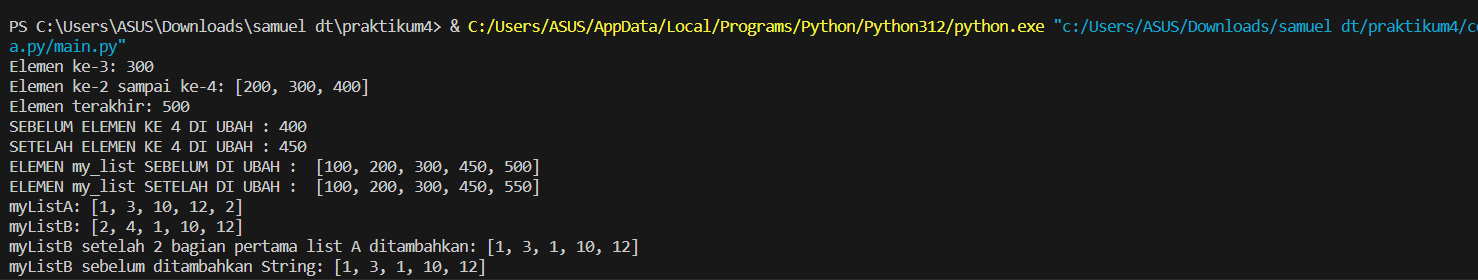 PS C:\Users\ASUS\Downloads\samuel dt\praktikum4> & C:/Users/ASUS/AppData/Local/Programs/Python/Python312/python.exe "c:/Users/ASUS/Downloads/samuel dt/praktikum4/
a.py/main.py"
Elemen ke-3: 300
Elemen ke-2 sampai ke-4: [200, 300, 400]
Elemen terakhir: 500
SEBELUM ELEMEN KE 4 DI UBAH : 400
SETELAH ELEMEN KE 4 DI UBAH : 450
ELEMEN my_list SEBELUM DI UBAH :  [100, 200, 300, 450, 500]
ELEMEN my_list SETELAH DI UBAH :  [100, 200, 300, 450, 550]
myListA: [1, 3, 10, 12, 2]
myListB: [2, 4, 1, 10, 12]
myListB setelah 2 bagian pertama list A ditambahkan: [1, 3, 1, 10, 12]
myListB sebelum ditambahkan String: [1, 3, 1, 10, 12]